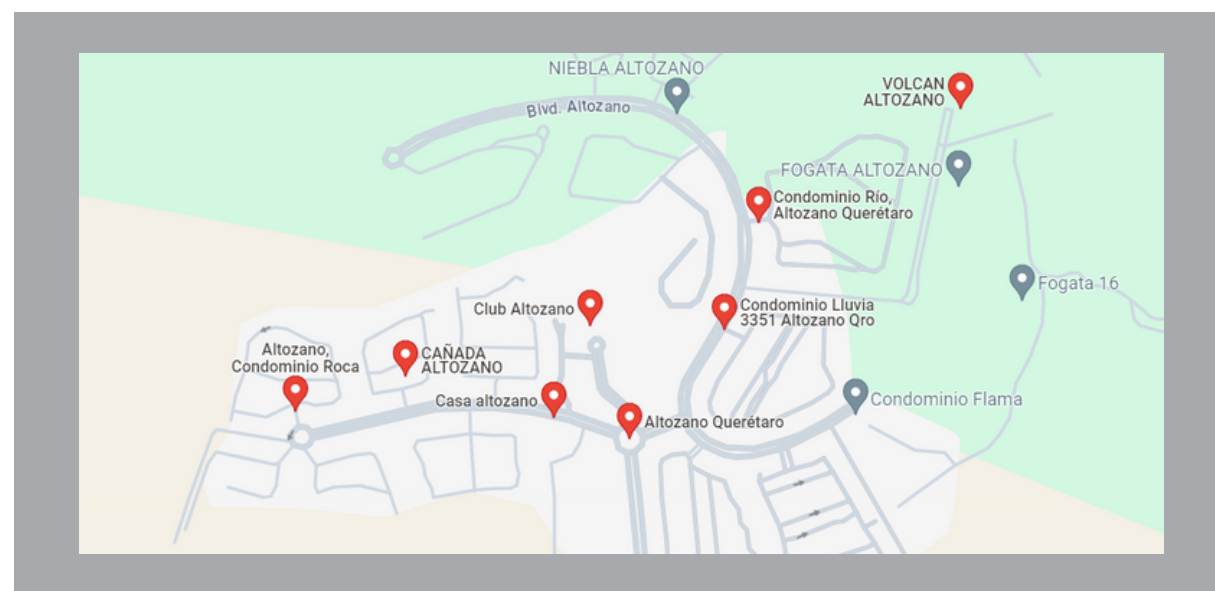 NIEBLA ALTOZANO
Blvd. Altozano
VOLCAN
ALTOZANO
FOGATA ALTOZANO
Condominio Río,
Altozano Querétaro
Fogata 16
Club Altozano
Condominio Lluvia
3351 Altozano Qro
Altozano,
Condominio Roca
CAÑADA
ALTOZANO
Casa altozano
Condominio Flama
Altozano Querétaro